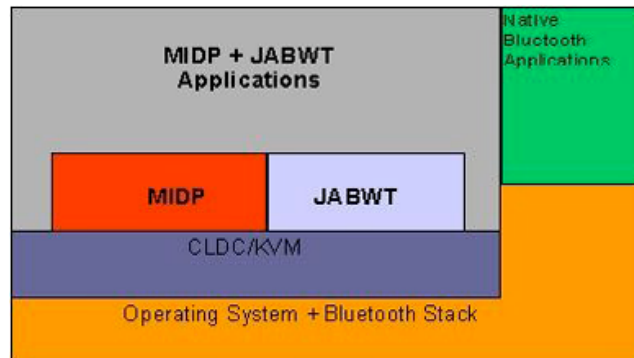 MIDP + JABWT
Applications
Native
Bluetooth
Applications
MIDP
JABWT
CLDC/KVM
Operating System + Bluetooth Stack